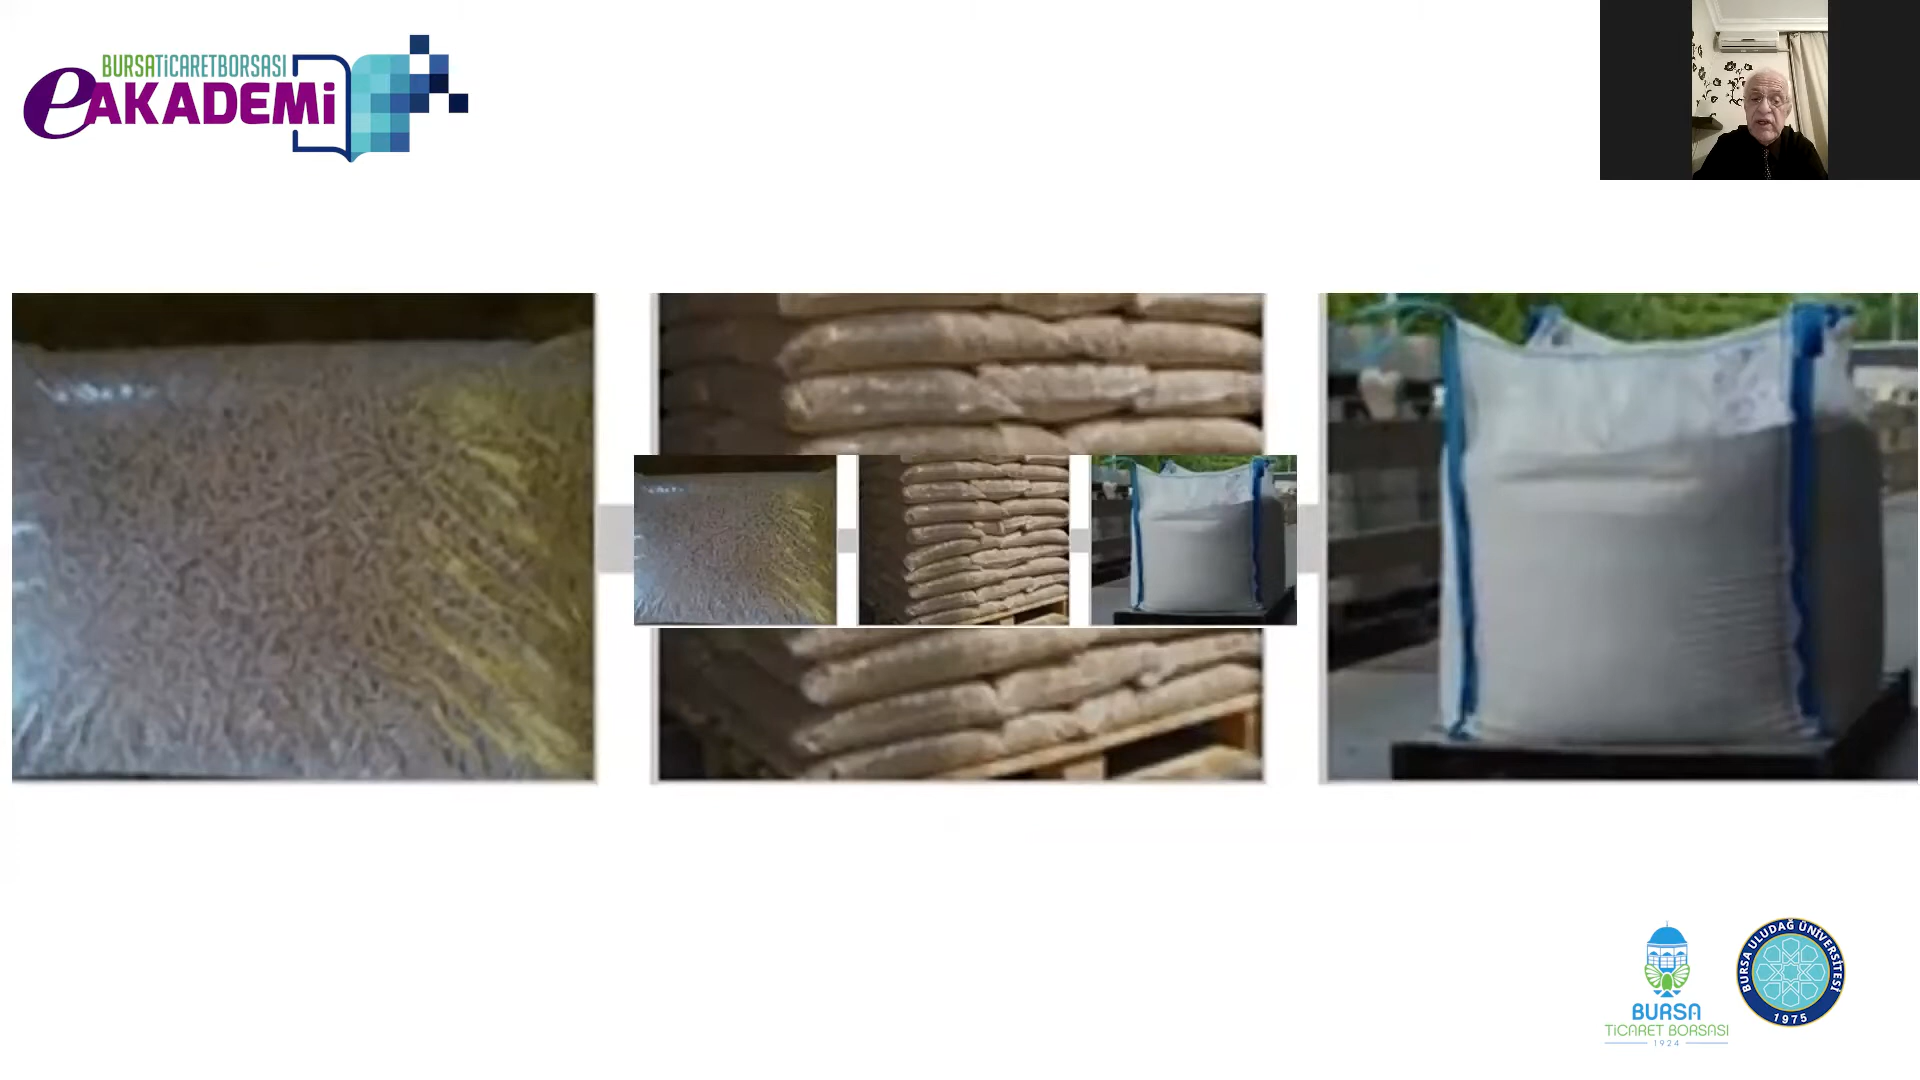 BURSATİCARETBORSASI
eAKADEMİ
BURSA
TİCARET BORSASI
1924
BURSA ULUDAĞ ÜNİVERSİTESİ
1975